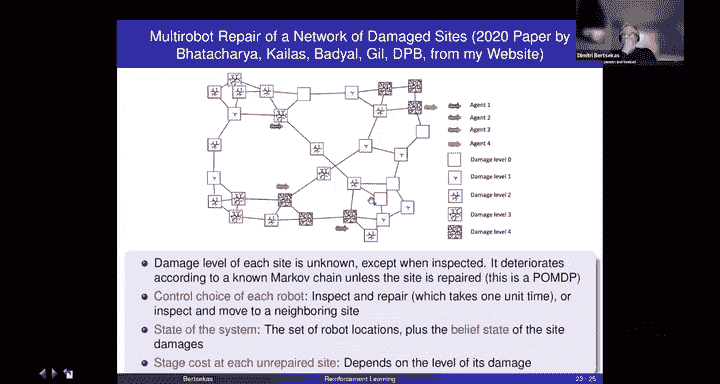 Multirobot Repair of a Network of Damaged Sites (2020 Paper by
Bhatacharya, Kailas, Badyal, Gil, DPB, from my Website)
Dimitri Bertsekas
Dimitri Bertsekas
Agent 1
Agent 2
Agent 3
Agent 4
Damage level 0
Damage level 1
Damage level 2
Damage level 3
Damage level 4
Damage level of each site is unknown, except when inspected. It deteriorates
according to a known Markov chain unless the site is repaired (this is a POMDP)
Control choice of each robot: Inspect and repair (which takes one unit time), or
inspect and move to a neighboring site
State of the system: The set of robot locations, plus the belief state of the site
damages
Stage cost at each unrepaired site: Depends on the level of its damage
Bertsekas
Reinforcement Learning
23 - 25